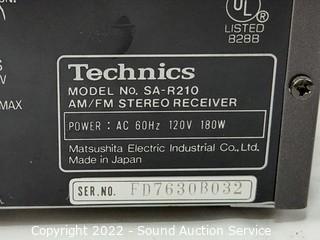 UL
LISTED
828B
MAX
Technics
MODEL No. SA-R210
AM/FM STEREO RECEIVER
POWER : AC 60Hz 120V 180W
Matsushita Electric Industrial Co., Ltd.
Made in Japan
SER.NO. FD7630B032
Copyright 2022 - Sound Auction Service